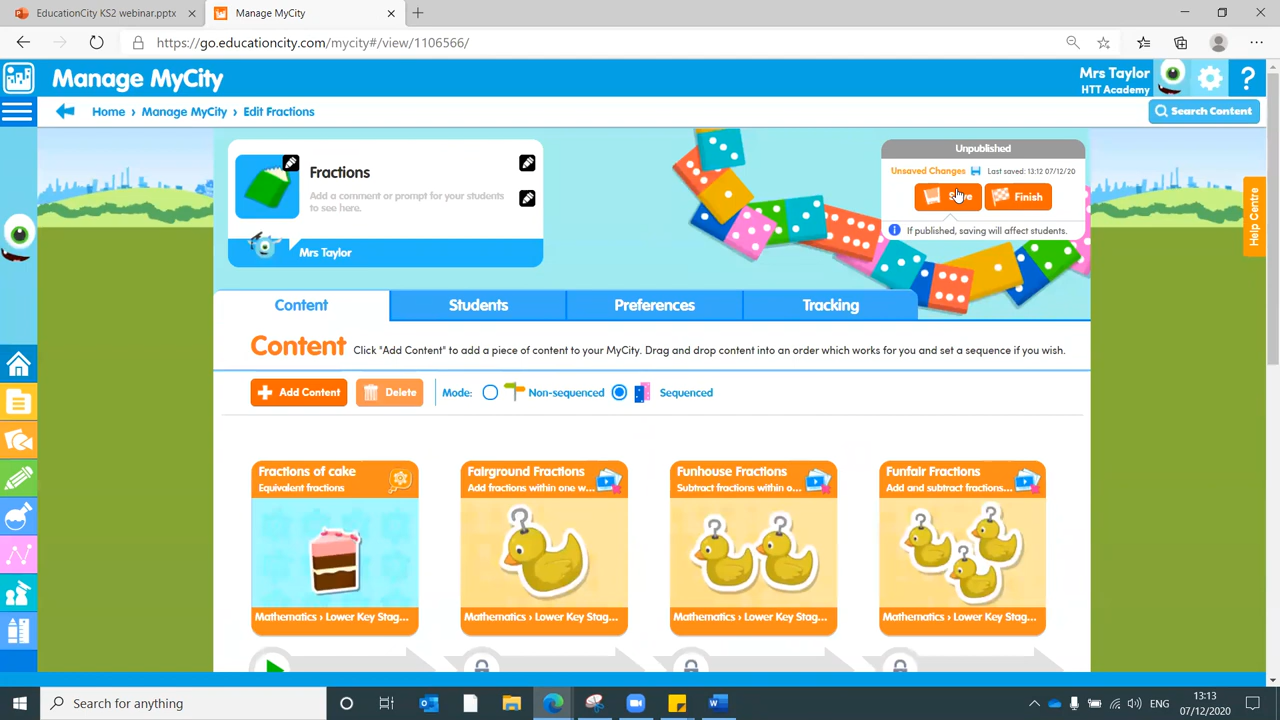 EducationCity KS2 webinar.pptx
Manage MyCity
https://go.educationcity.com/mycity#/view/1106566/
Manage MyCity
Mrs Taylor
HTT Academy
?
Home › Manage MyCity › Edit Fractions
Search Content
Fractions
Add a comment or prompt for your students
to see here.
Mrs Taylor
Unpublished
Unsaved Changes
Last saved: 13:12 07/12/20
Save
Finish
If published, saving will affect students.
Help Centre
Content
Students
Preferences
Tracking
Content
Click "Add Content" to add a piece of content to your MyCity. Drag and drop content into an order which works for you and set a sequence if you wish.
Add Content
Delete
Mode:
Non-sequenced
Sequenced
Fractions of cake
Equivalent fractions
Mathematics › Lower Key Stag...
Fairground Fractions
Add fractions within one w...
Mathematics › Lower Key Stag...
Funhouse Fractions
Subtract fractions within o...
Mathematics › Lower Key Stag...
Funfair Fractions
Add and subtract fractions...
Mathematics › Lower Key Stag...
Search for anything
ENG
13:13
07/12/2020